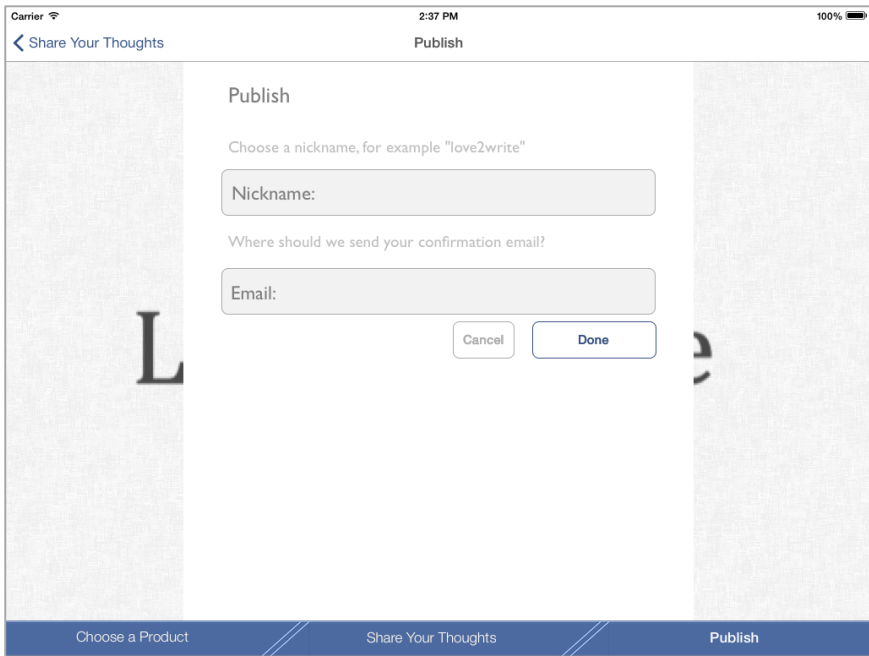 Carrier 2:37 PM 100%
Share Your Thoughts Publish
Publish
Choose a nickname, for example "love2write"
Nickname:
Where should we send your confirmation email?
Email:
L e
Cancel Done
Choose a Product Share Your Thoughts Publish